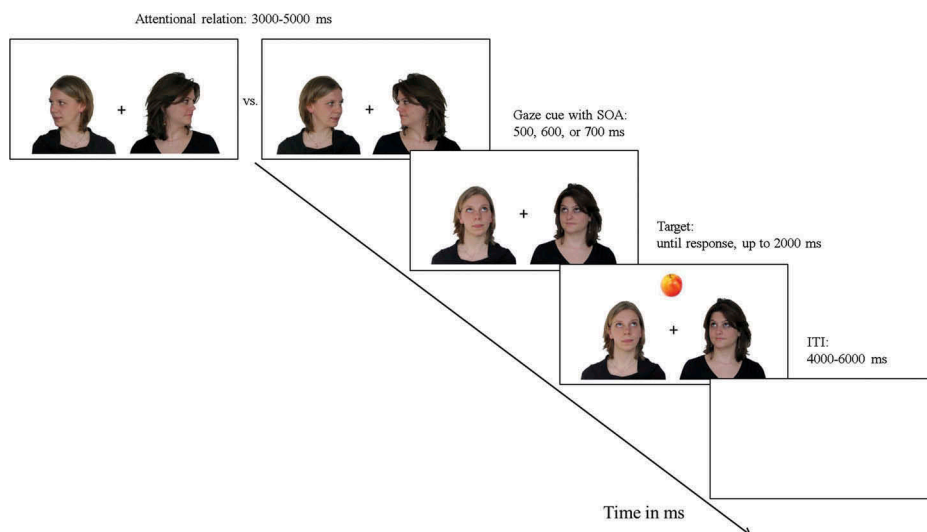 Attentional relation: 3000-5000 ms
vs.
Gaze cue with SOA:
500, 600, or 700 ms
Target:
until response, up to 2000 ms
ITI:
4000-6000 ms
Time in ms